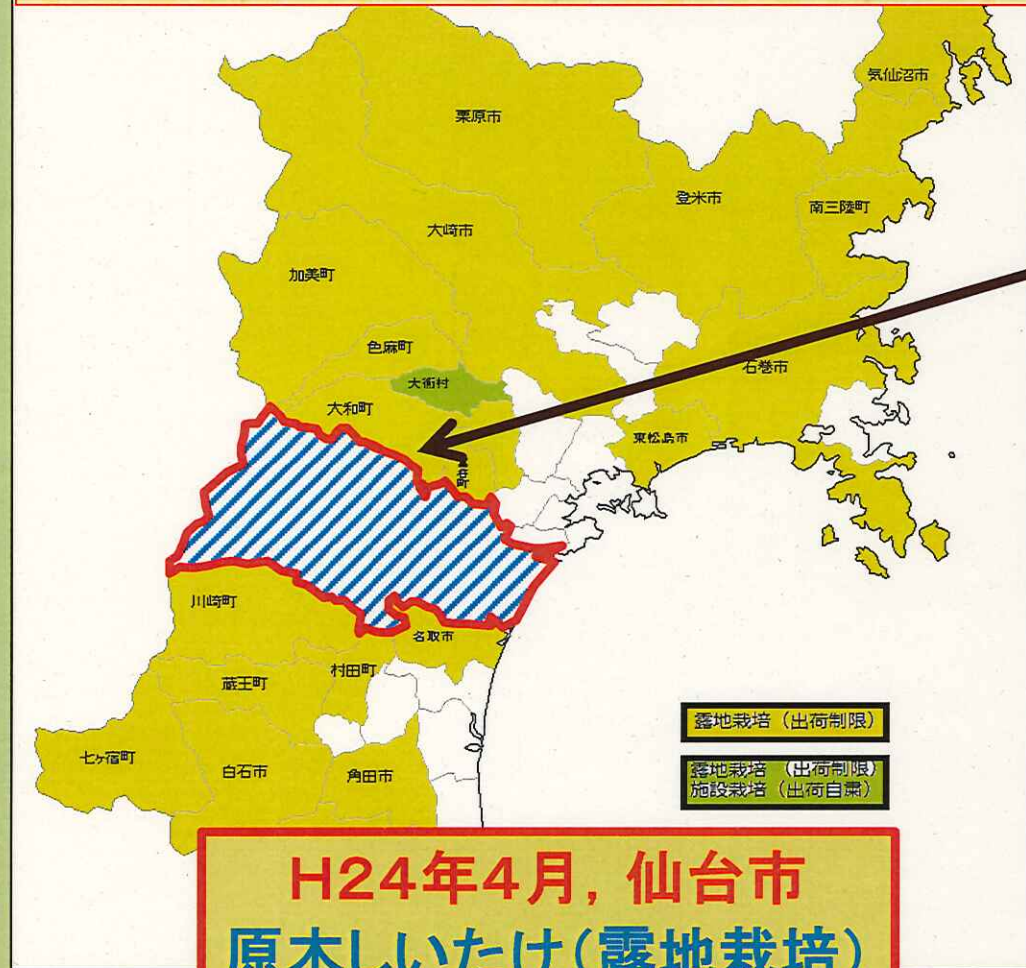 気仙沼市
栗原市
登米市
南三陸町
大崎市
加美町
色麻町
石巻市
大衡村
大和町
東松島市
川崎町
名取市
村田町
蔵王町
七ヶ宿町
白石市
角田市
露地栽培（出荷制限）
露地栽培（出荷制限）
施設栽培（出荷自粛）
H24年4月，仙台市
原木しいたけ（露地栽培）